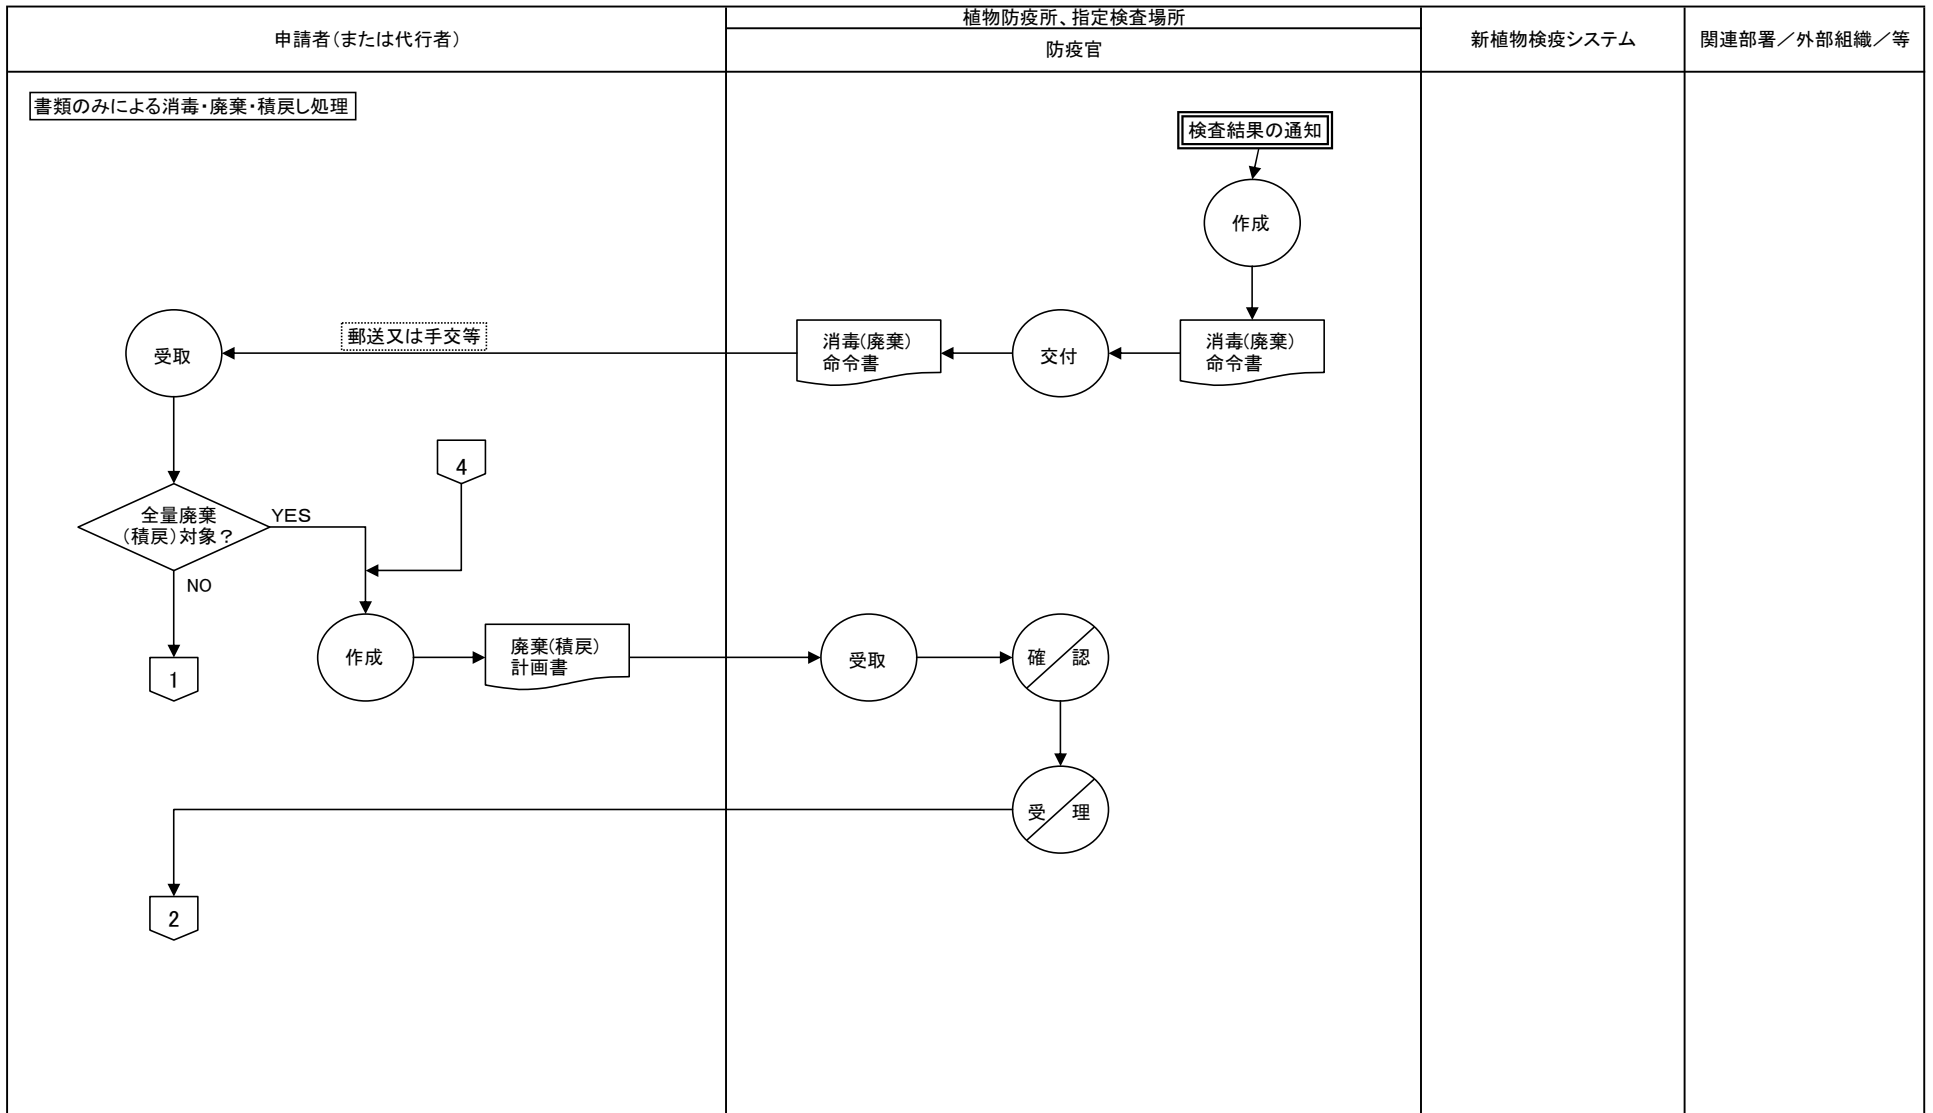 植物防疫所、指定検査場所
申請者（または代行者）
防疫官
新植物検疫システム
関連部署／外部組織／等
書類のみによる消毒・廃棄・積戻し処理
検査結果の通知
作成
郵送又は手交等
受取
消毒(廃棄)
命令書
交付
消毒(廃棄)
命令書
4
全量廃棄
（積戻）対象？
YES
NO
1
作成
廃棄(積戻)
計画書
受取
確 認
受 理
2